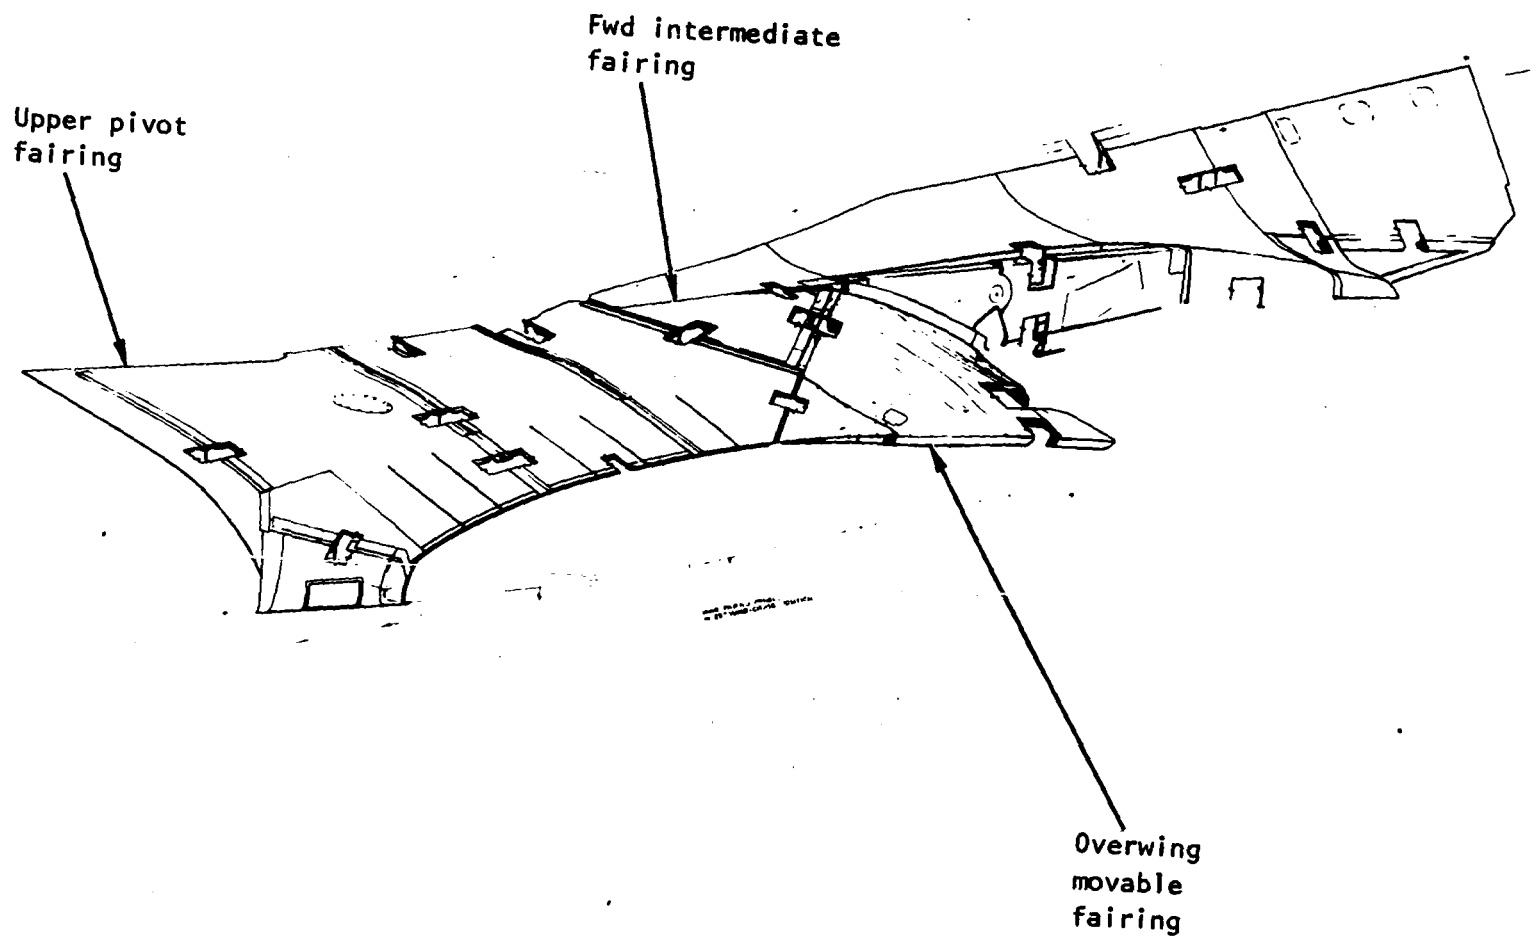 Fwd intermediate
fairing
Upper pivot
fairing
Overwing
movable
fairing